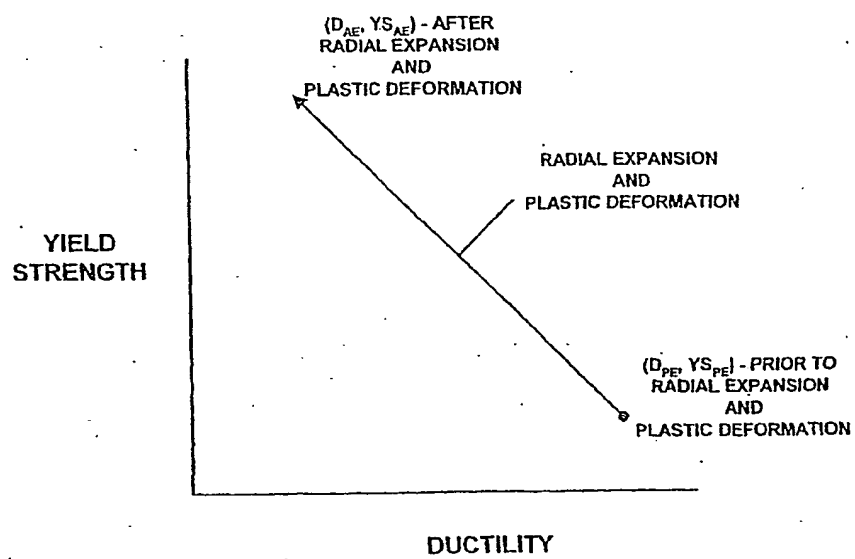 (D_AE, YS_AE) - AFTER
RADIAL EXPANSION
AND
PLASTIC DEFORMATION
RADIAL EXPANSION
AND
PLASTIC DEFORMATION
YIELD
STRENGTH
(D_PE, YS_PE) - PRIOR TO
RADIAL EXPANSION
AND
PLASTIC DEFORMATION
DUCTILITY